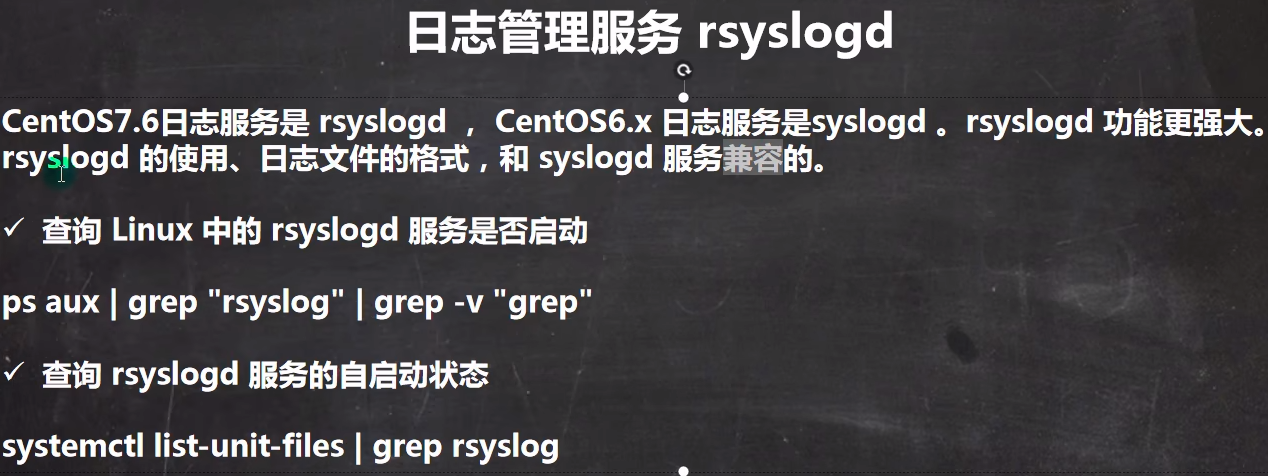 日志管理服务 rsyslogd
CentOS7.6日志服务是 rsyslogd ， CentOS6.x 日志服务是syslogd 。rsyslogd 功能更强大。
rsyslogd 的使用、日志文件的格式，和 syslogd 服务兼容的。
✓ 查询 Linux 中的 rsyslogd 服务是否启动
ps aux | grep "rsyslog" | grep -v "grep"
✓ 查询 rsyslogd 服务的自启动状态
systemctl list-unit-files | grep rsyslog